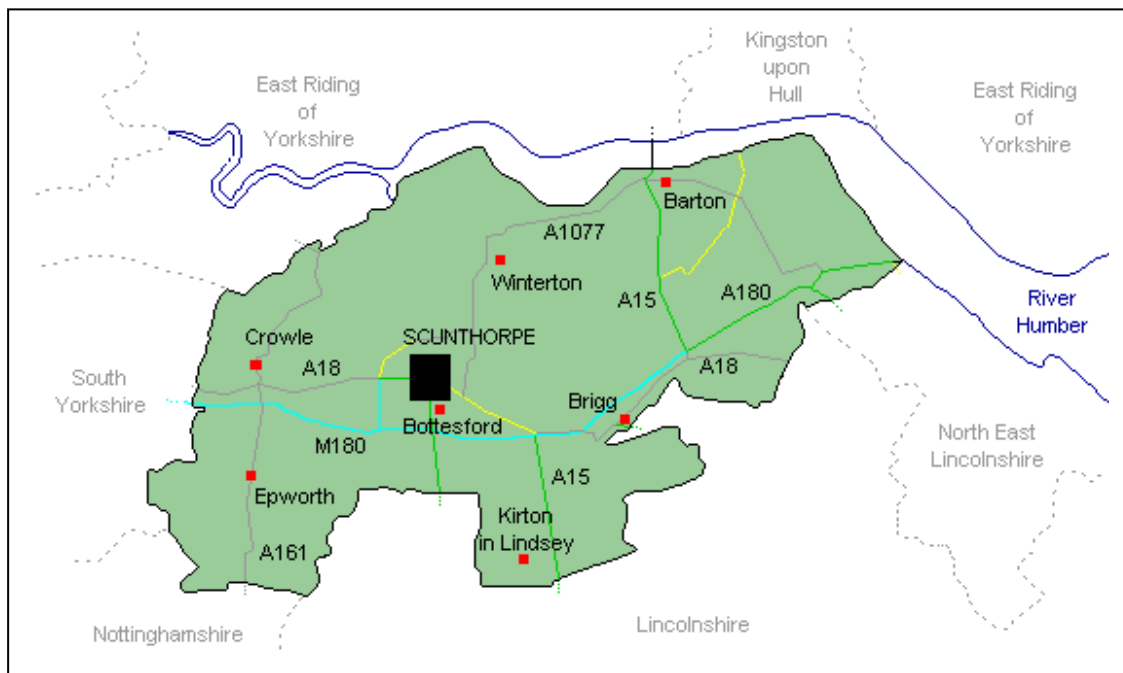 Kingston
upon
Hull
East Riding
of
Yorkshire
East Riding
of
Yorkshire
Barton
A1077
Winterton
A15
A180
River
Humber
Crowle
SCUNTHORPE
A18
A18
South
Yorkshire
Brigg
Bottesford
M180
North East
Lincolnshire
A15
Epworth
Kirton
in Lindsey
A161
Nottinghamshire
Lincolnshire